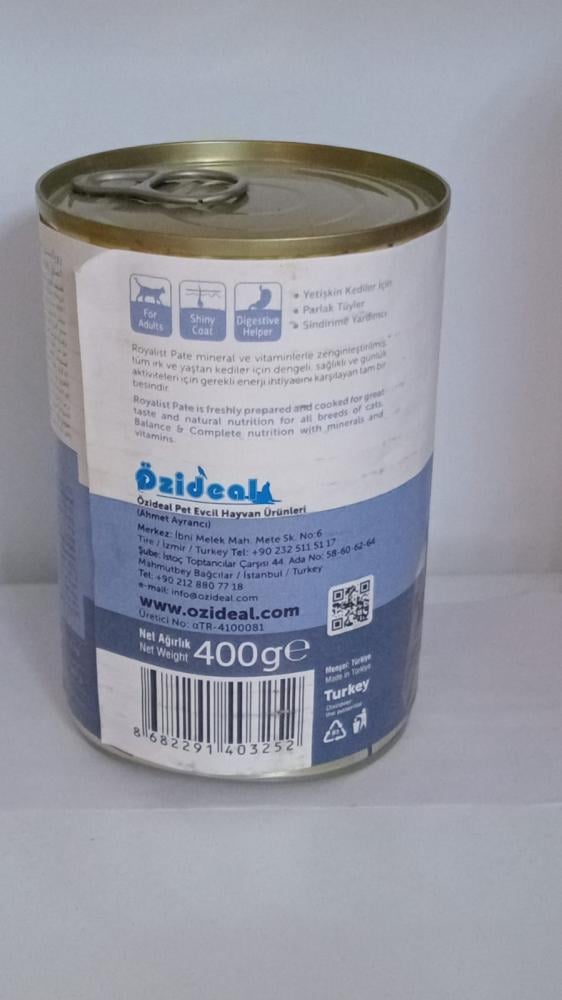 For
Adults
Shiny
Coat
Digestive
Helper
• Yetişkin Kediler İçin
• Parlak Tüyler
• Sindirime Yardımcı
Royalist Pate mineral ve vitaminlerle zenginleştirilmiş,
tüm ırk ve yaştan kediler için dengeli, sağlıklı ve günlük
aktiviteleri için gerekli enerji ihtiyacını karşılayan tam bir
besindir.
Royalist Pate is freshly prepared and cooked for great
taste and natural nutrition for all breeds of cats.
Balance & Complete nutrition with minerals and
vitamins.
Özideal
Özideal Pet Evcil Hayvan Ürünleri
(Ahmet Ayrancı)
Merkez: İbni Melek Mah. Mete Sk. No:6
Tire / İzmir / Turkey Tel: +90 232 511 51 17
Şube: İstoç Toptancılar Çarşısı 44. Ada No: 58-60-62-64
Mahmutbey Bağcılar / İstanbul / Turkey
Tel: +90 212 880 77 18
e-mail: info@ozideal.com
www.ozideal.com
Üretici No: αTR-4100081
Net Ağırlık
Net Weight
400g℮
Menşei: Türkiye
Made in Türkiye
Turkey
Discover
the potential
8 682291 403252